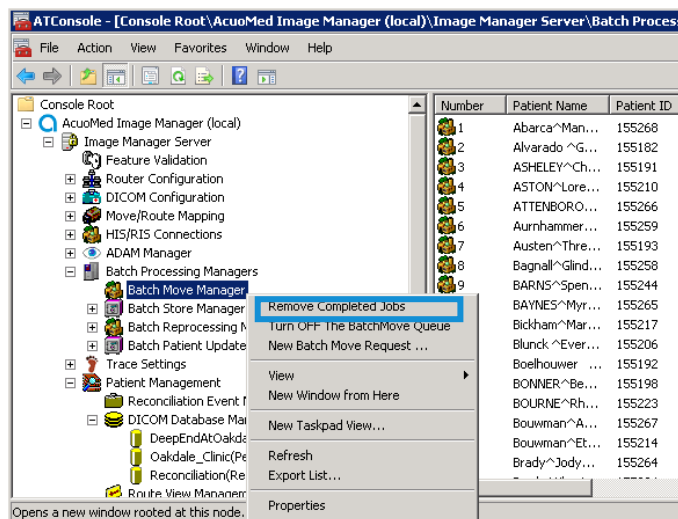 ATConsole - [Console Root\AcuoMed Image Manager (local)\Image Manager Server\Batch Proces
File Action View Favorites Window Help
Console Root
AcuoMed Image Manager (local)
Image Manager Server
Feature Validation
Router Configuration
DICOM Configuration
Move/Route Mapping
HIS/RIS Connections
ADAM Manager
Batch Processing Managers
Batch Move Manager
Batch Store Manager
Batch Reprocessing M
Batch Patient Update
Trace Settings
Patient Management
Reconciliation Event
DICOM Database Ma
DeepEndAtOakda
Oakdale_Clinic(Pe
Reconciliation(Re
Route View Managem
Opens a new window rooted at this node.
Remove Completed Jobs
Turn OFF The BatchMove Queue
New Batch Move Request ...
View
New Window from Here
New Taskpad View...
Refresh
Export List...
Properties
Number Patient Name Patient ID
1 Abarca^Man... 155268
2 Alvarado ^G... 155182
3 ASHELEY^Ch... 155191
4 ASTON^Lore... 155210
5 ATTENBORO... 155266
6 Aurnhammer... 155259
7 Austen^Thre... 155193
8 Bagnall^Glind... 155258
9 BARNS^Spen... 155244
BAYNES^Myr... 155265
Bickham^Mar... 155217
Blunck ^Ever... 155206
Boelhouwer ... 155192
BONNER^Be... 155198
BOURNE^Rh... 155223
Bouwman^A... 155267
Bouwman^Et... 155214
Brady^Jody... 155264